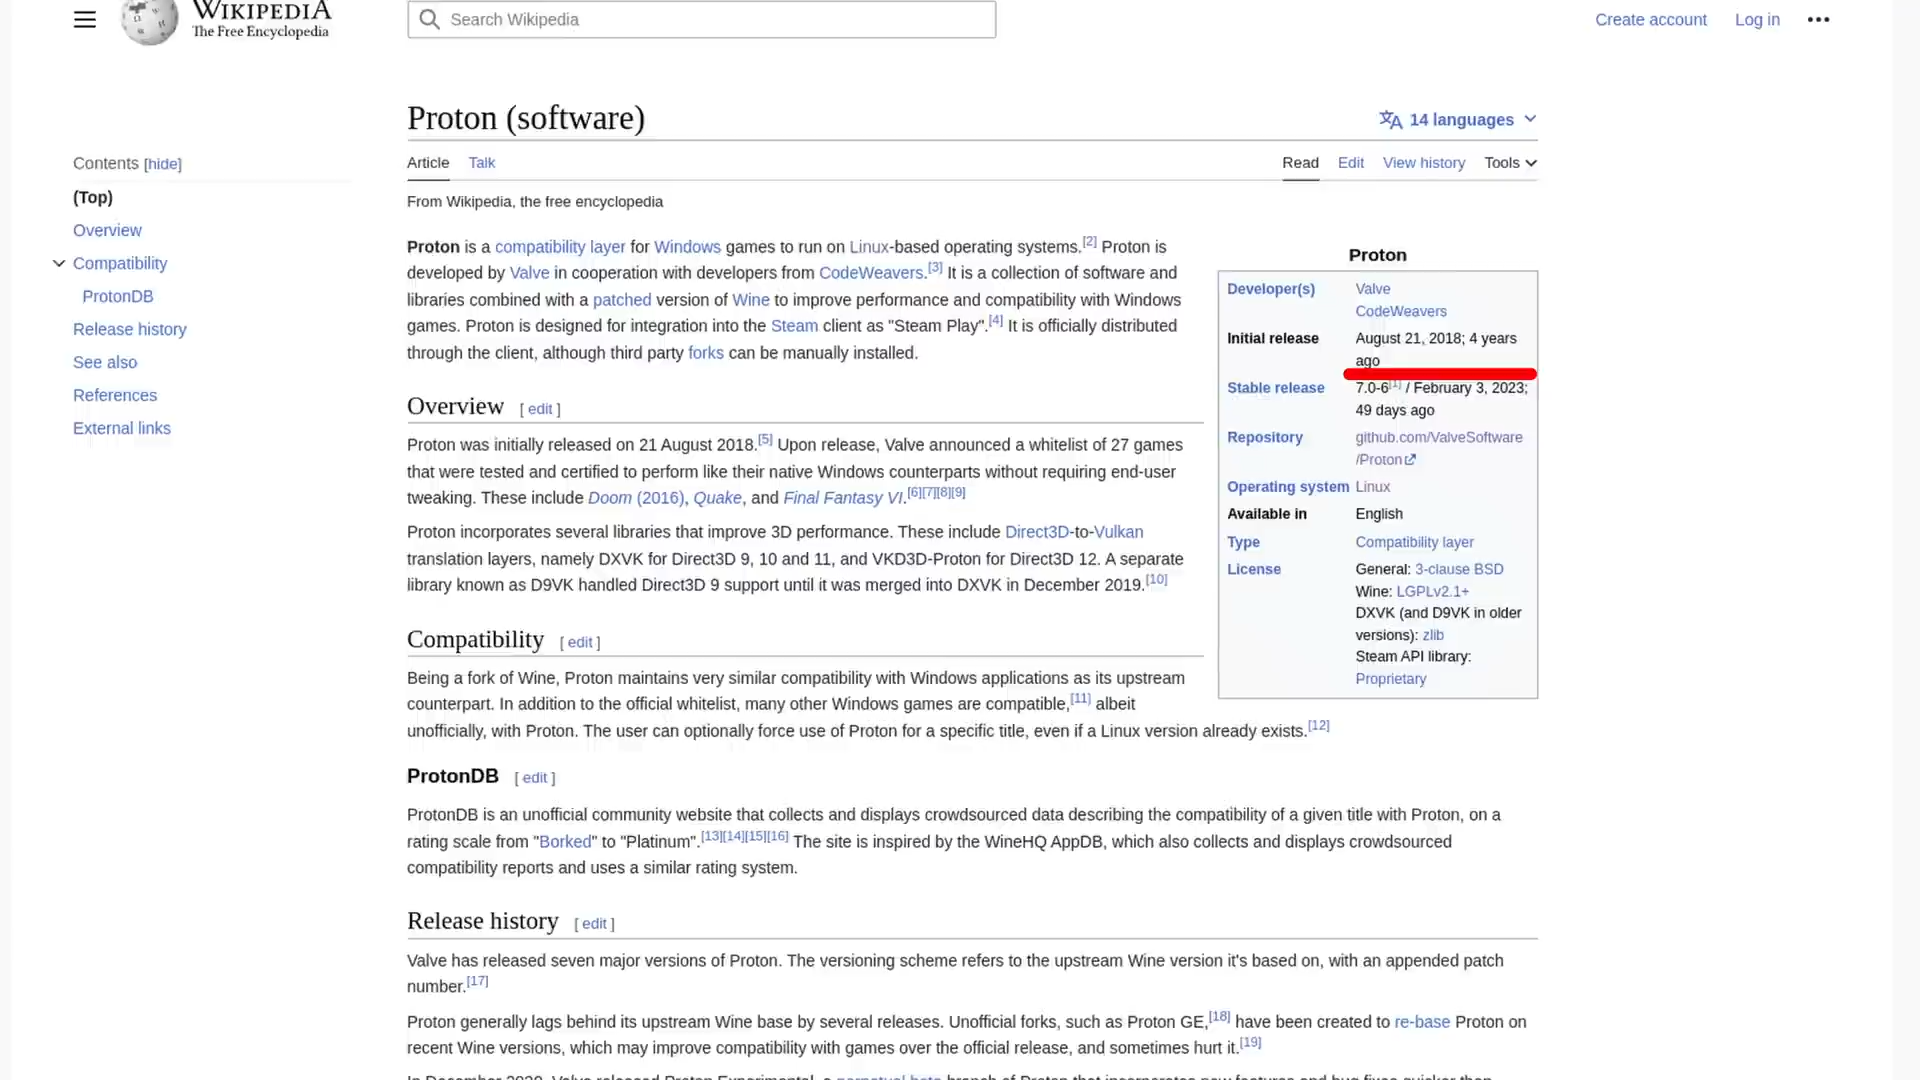 WIKIPEDIA
The Free Encyclopedia
Search Wikipedia
Create account
Log in
Proton (software)
14 languages
Contents [hide]
(Top)
Overview
Compatibility
ProtonDB
Release history
See also
References
External links
Article
Talk
Read
Edit
View history
Tools
From Wikipedia, the free encyclopedia
Proton is a compatibility layer for Windows games to run on Linux-based operating systems.[2] Proton is
developed by Valve in cooperation with developers from CodeWeavers.[3] It is a collection of software and
libraries combined with a patched version of Wine to improve performance and compatibility with Windows
games. Proton is designed for integration into the Steam client as "Steam Play".[4] It is officially distributed
through the client, although third party forks can be manually installed.
Proton
Developer(s) Valve
CodeWeavers
Initial release August 21, 2018; 4 years
ago
Stable release 7.0-6[1] / February 3, 2023;
49 days ago
Repository github.com/ValveSoftware
/Proton
Operating system Linux
Available in English
Type Compatibility layer
License General: 3-clause BSD
Wine: LGPLv2.1+
DXVK (and D9VK in older
versions): zlib
Steam API library:
Proprietary
Overview [ edit ]
Proton was initially released on 21 August 2018.[5] Upon release, Valve announced a whitelist of 27 games
that were tested and certified to perform like their native Windows counterparts without requiring end-user
tweaking. These include Doom (2016), Quake, and Final Fantasy VI.[6][7][8][9]
Proton incorporates several libraries that improve 3D performance. These include Direct3D-to-Vulkan
translation layers, namely DXVK for Direct3D 9, 10 and 11, and VKD3D-Proton for Direct3D 12. A separate
library known as D9VK handled Direct3D 9 support until it was merged into DXVK in December 2019.[10]
Compatibility [ edit ]
Being a fork of Wine, Proton maintains very similar compatibility with Windows applications as its upstream
counterpart. In addition to the official whitelist, many other Windows games are compatible,[11] albeit
unofficially, with Proton. The user can optionally force use of Proton for a specific title, even if a Linux version already exists.[12]
ProtonDB [ edit ]
ProtonDB is an unofficial community website that collects and displays crowdsourced data describing the compatibility of a given title with Proton, on a
rating scale from "Borked" to "Platinum".[13][14][15][16] The site is inspired by the WineHQ AppDB, which also collects and displays crowdsourced
compatibility reports and uses a similar rating system.
Release history [ edit ]
Valve has released seven major versions of Proton. The versioning scheme refers to the upstream Wine version it's based on, with an appended patch
number.[17]
Proton generally lags behind its upstream Wine base by several releases. Unofficial forks, such as Proton GE,[18] have been created to re-base Proton on
recent Wine versions, which may improve compatibility with games over the official release, and sometimes hurt it.[19]
In December 2020, Valve released Proton Experimental, a perpetual beta branch of Proton that incorporates new features and bug fixes quicker than